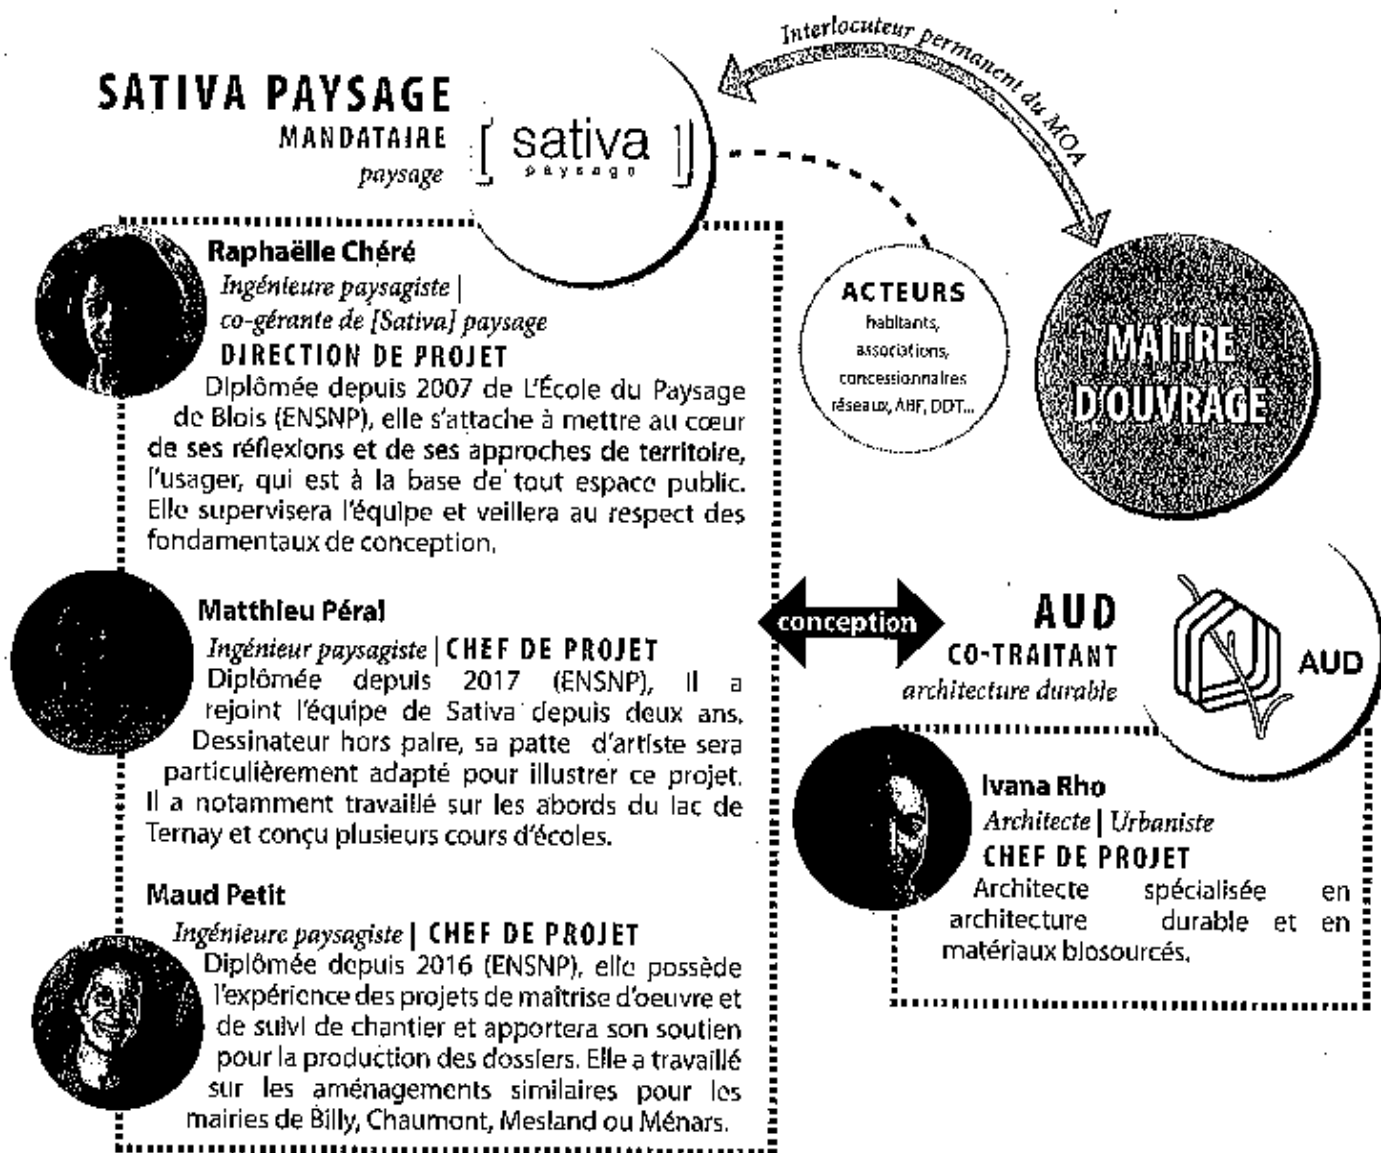 Interlocuteur permanent du MOA
SATIVA PAYSAGE
MANDATAIRE
paysage
[ sativa ]
paysage
Raphaëlle Chéré
Ingénieure paysagiste |
co-gérante de [Sativa] paysage
DIRECTION DE PROJET
Diplômée depuis 2007 de L'École du Paysage
de Blois (ENSNP), elle s'attache à mettre au cœur
de ses réflexions et de ses approches de territoire,
l'usager, qui est à la base de tout espace public.
Elle supervisera l'équipe et veillera au respect des
fondamentaux de conception.
Matthieu Péral
Ingénieur paysagiste | CHEF DE PROJET
Diplômée depuis 2017 (ENSNP), Il a
rejoint l'équipe de Sativa depuis deux ans.
Dessinateur hors paire, sa patte d'artiste sera
particulièrement adapté pour illustrer ce projet.
Il a notamment travaillé sur les abords du lac de
Ternay et conçu plusieurs cours d'écoles.
Maud Petit
Ingénieure paysagiste | CHEF DE PROJET
Diplômée depuis 2016 (ENSNP), elle possède
l'expérience des projets de maîtrise d'oeuvre et
de suivi de chantier et apportera son soutien
pour la production des dossiers. Elle a travaillé
sur les aménagements similaires pour les
mairies de Billy, Chaumont, Mesland ou Ménars.
ACTEURS
habitants,
associations,
concessionnaires
réseaux, ABF, DDT...
MAÎTRE
D'OUVRAGE
conception
AUD
CO-TRAITANT
architecture durable
AUD
Ivana Rho
Architecte | Urbaniste
CHEF DE PROJET
Architecte spécialisée en
architecture durable et en
matériaux biosourcés.